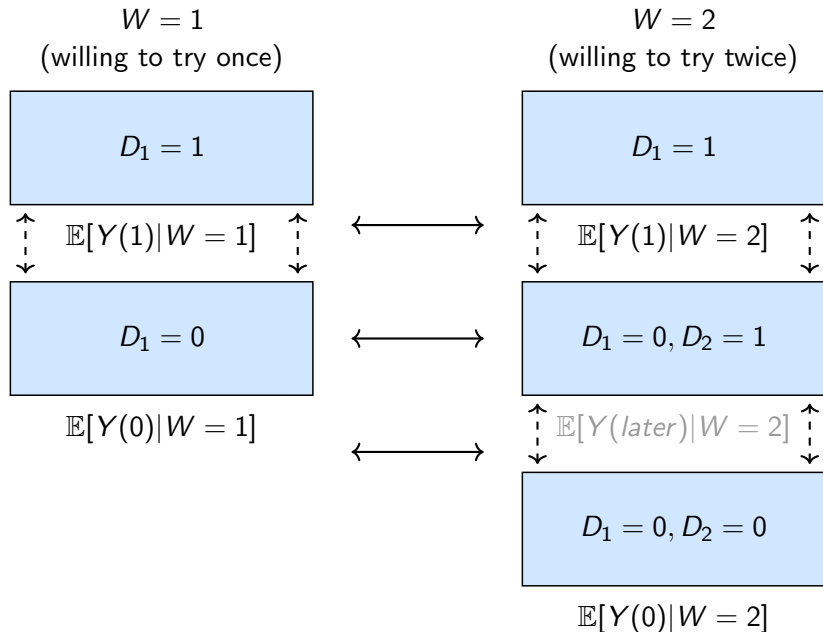 W = 1
(willing to try once)
D₁ = 1
𝔼[Y(1)|W = 1]
D₁ = 0
𝔼[Y(0)|W = 1]
W = 2
(willing to try twice)
D₁ = 1
𝔼[Y(1)|W = 2]
D₁ = 0, D₂ = 1
𝔼[Y(later)|W = 2]
D₁ = 0, D₂ = 0
𝔼[Y(0)|W = 2]